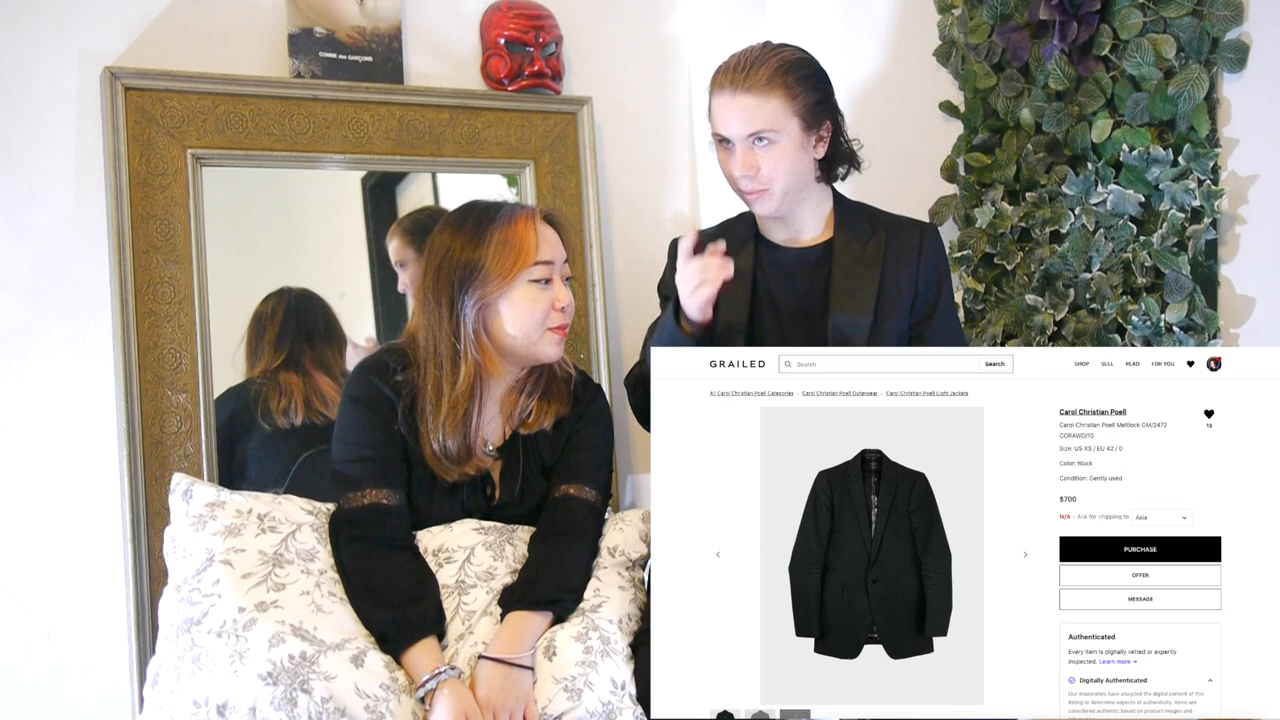 COMME des GARÇONS
GRAILED
Search
Search
SHOP
SELL
READ
FOR YOU
All Carol Christian Poell Categories
Carol Christian Poell Outerwear
Carol Christian Poell Light Jackets
Carol Christian Poell
13
Carol Christian Poell Meltlock GM/2472
CORAWO/10
Size: US XS / EU 42 / 0
Color: Black
Condition: Gently used
$700
N/A – Ask for shipping to
Asia
PURCHASE
OFFER
MESSAGE
Authenticated
Every item is digitally vetted or expertly
inspected. Learn more →
Digitally Authenticated
Our moderators have analyzed the digital content of this
listing to determine aspects of authenticity. Items are
considered authentic based on product images and